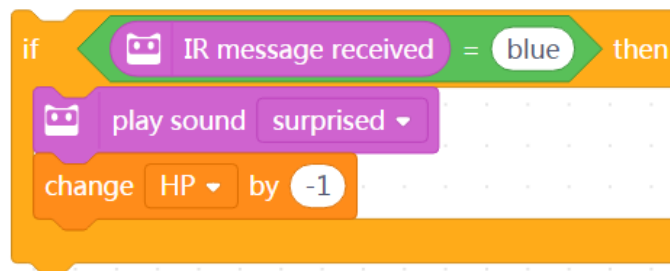 if IR message received = blue then
play sound surprised
change HP by -1